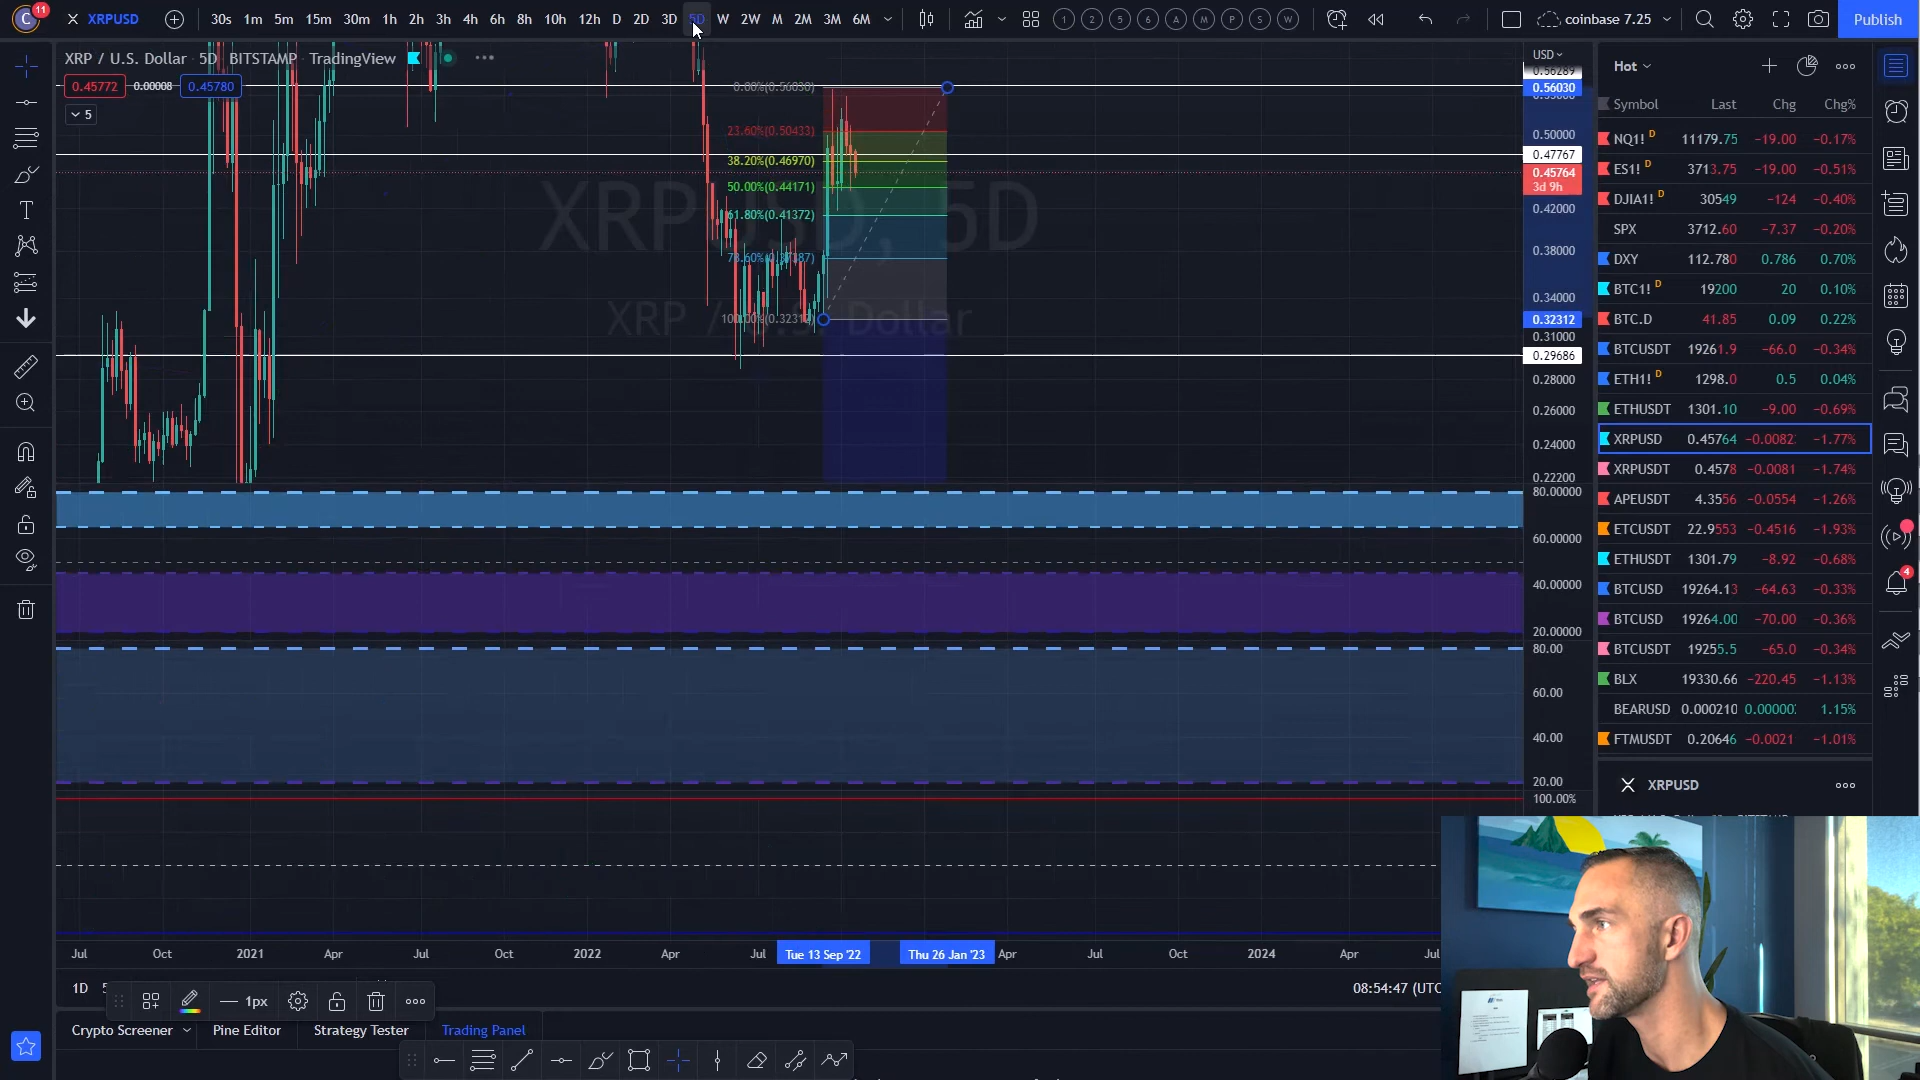 C 11 XRPUSD 30s 1m 5m 15m 30m 1h 2h 3h 4h 6h 8h 10h 12h D 2D 3D 5D W 2W M 2M 3M 6M 1 2 5 6 A M P S W coinbase 7.25 Publish
XRP / U.S. Dollar 5D BITSTAMP TradingView
0.45772 0.00008 0.45780
5
XRPUSD, 5D
XRP / U.S. Dollar
0.00%(0.56030)
23.60%(0.50433)
38.20%(0.46970)
50.00%(0.44171)
61.80%(0.41372)
100.00%(0.32312)
USD
0.56289
0.56030
0.50000
0.47767
0.45764
3d 9h
0.42000
0.38000
0.34000
0.32312
0.31000
0.29686
0.28000
0.26000
0.24000
0.22000
80.00000
60.00000
40.00000
20.00000
80.00
60.00
40.00
20.00
100.00%
Hot
Symbol Last Chg Chg%
NQ1! D 11179.75 −19.00 −0.17%
ES1! D 3713.75 −19.00 −0.51%
DJIA1! D 30549 −124 −0.40%
SPX 3712.60 −7.37 −0.20%
DXY 112.780 0.786 0.70%
BTC1! D 19200 20 0.10%
BTC.D 41.85 0.09 0.22%
BTCUSDT 19261.9 −66.0 −0.34%
ETH1! D 1298.0 0.5 0.04%
ETHUSDT 1301.10 −9.00 −0.69%
XRPUSD 0.45764 −0.0082 −1.77%
XRPUSDT 0.4578 −0.0081 −1.74%
APEUSDT 4.3556 −0.0554 −1.26%
ETCUSDT 22.9553 −0.4516 −1.93%
ETHUSDT 1301.79 −8.92 −0.68%
BTCUSD 19264.13 −64.63 −0.33%
BTCUSD 19264.00 −70.00 −0.36%
BTCUSDT 19255.5 −65.0 −0.34%
BLX 19330.66 −220.45 −1.13%
BEARUSD 0.000210 0.00000 1.15%
FTMUSDT 0.20646 −0.0021 −1.01%
XRPUSD
4
Jul Oct 2021 Apr Jul Oct 2022 Apr Jul Tue 13 Sep '22 Thu 26 Jan '23 Apr Jul Oct 2024 Apr Jul
1D 08:54:47 (UTC
1px
Crypto Screener Pine Editor Strategy Tester Trading Panel